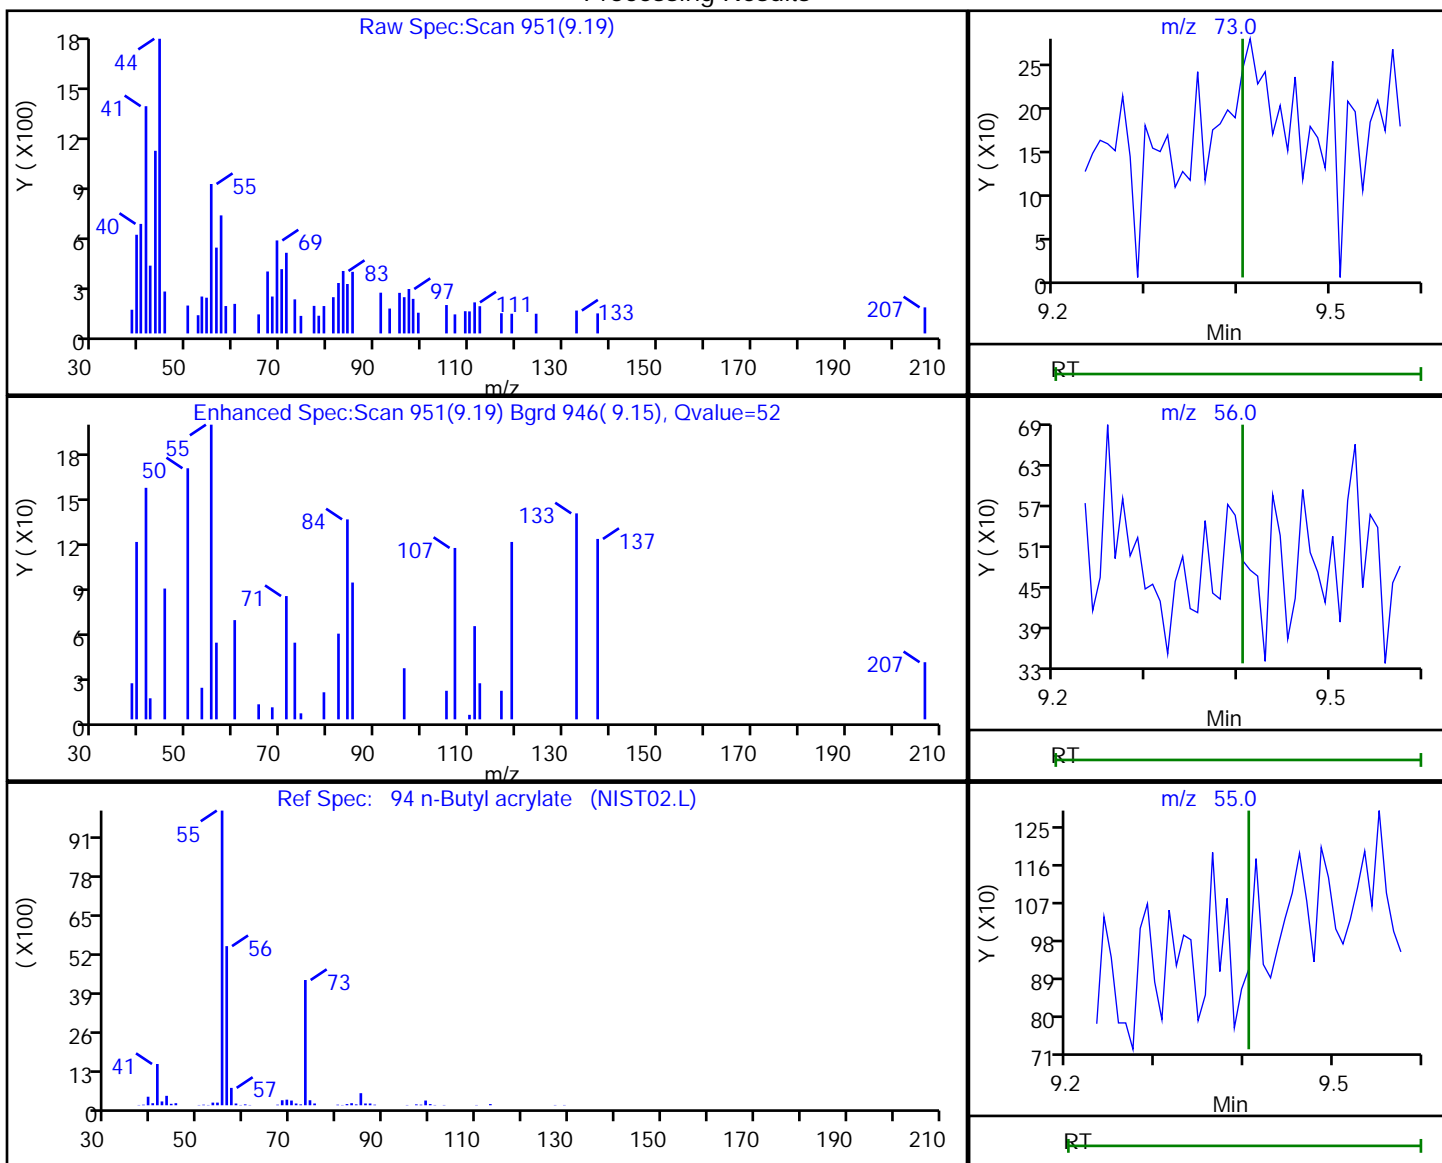 Processing Results
Raw Spec:Scan 951(9.19)
Y ( X100)
18
15
12
9
6
3
0
44
41
40
55
69
83
97
111
133
207
30 50 70 90 110 130 150 170 190 210
m/z
m/z 73.0
Y ( X10)
25
20
15
10
5
0
9.2 9.5
Min
RT
Enhanced Spec:Scan 951(9.19) Bgrd 946( 9.15), Qvalue=52
Y ( X10)
18
15
12
9
6
3
0
55
50
84
71
107
133
137
207
30 50 70 90 110 130 150 170 190 210
m/z
m/z 56.0
Y ( X10)
69
63
57
51
45
39
33
9.2 9.5
Min
RT
Ref Spec: 94 n-Butyl acrylate (NIST02.L)
( X100)
91
78
65
52
39
26
13
0
55
56
73
41
57
30 50 70 90 110 130 150 170 190 210
m/z 55.0
Y ( X10)
125
116
107
98
89
80
71
9.2 9.5
Min
RT